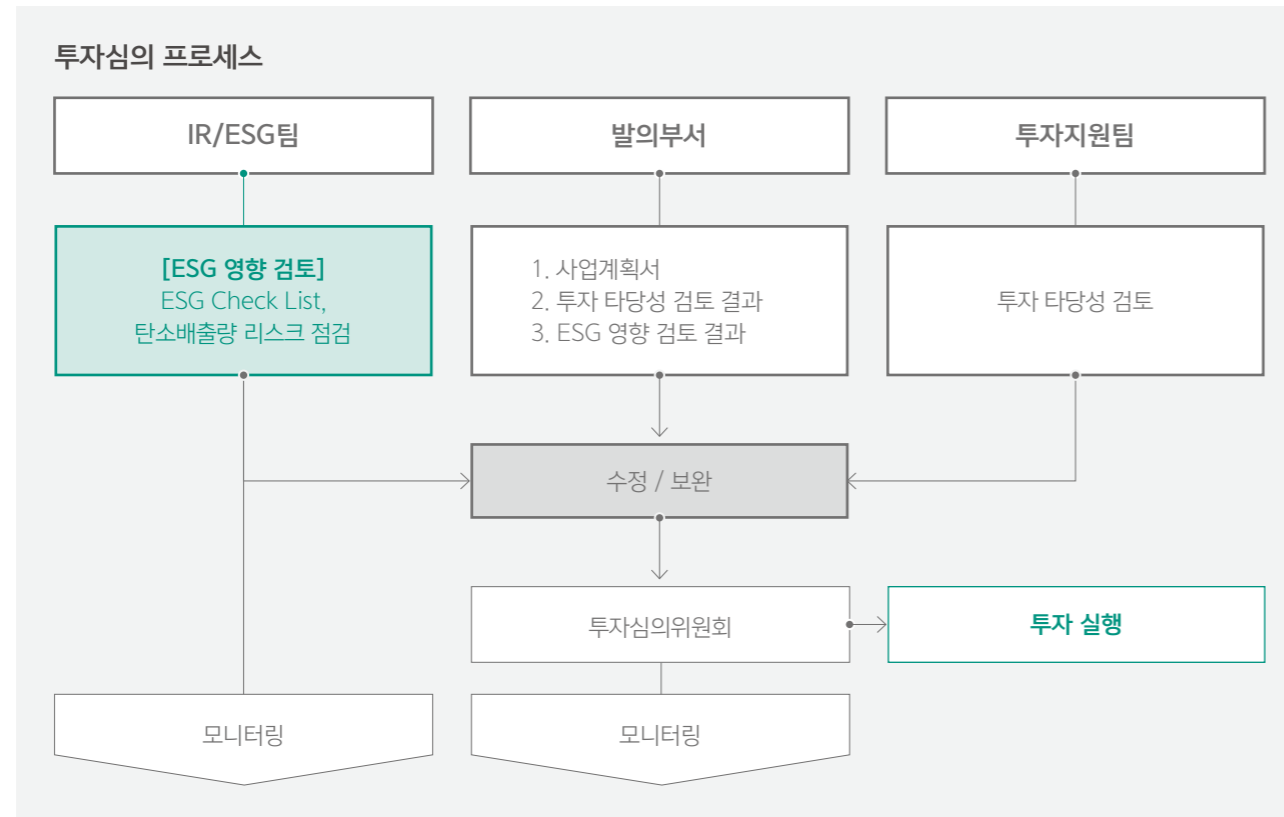 투자심의 프로세스
IR/ESG팀
발의부서
투자지원팀
[ESG 영향 검토]
ESG Check List,
탄소배출량 리스크 점검
1. 사업계획서
2. 투자 타당성 검토 결과
3. ESG 영향 검토 결과
투자 타당성 검토
수정 / 보완
투자심의위원회
투자 실행
모니터링
모니터링